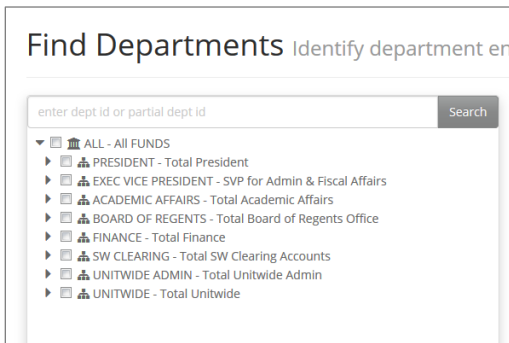 Find Departments Identify department en
enter dept id or partial dept id Search
ALL - All FUNDS
PRESIDENT - Total President
EXEC VICE PRESIDENT - SVP for Admin & Fiscal Affairs
ACADEMIC AFFAIRS - Total Academic Affairs
BOARD OF REGENTS - Total Board of Regents Office
FINANCE - Total Finance
SW CLEARING - Total SW Clearing Accounts
UNITWIDE ADMIN - Total Unitwide Admin
UNITWIDE - Total Unitwide